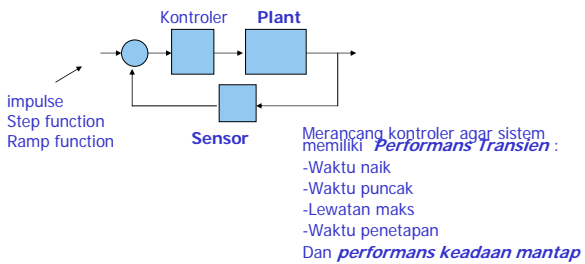 Kontroler
Plant
impulse
Step function
Ramp function
Sensor
Merancang kontroler agar sistem
memiliki Performans Transien :
-Waktu naik
-Waktu puncak
-Lewatan maks
-Waktu penetapan
Dan performans keadaan mantap